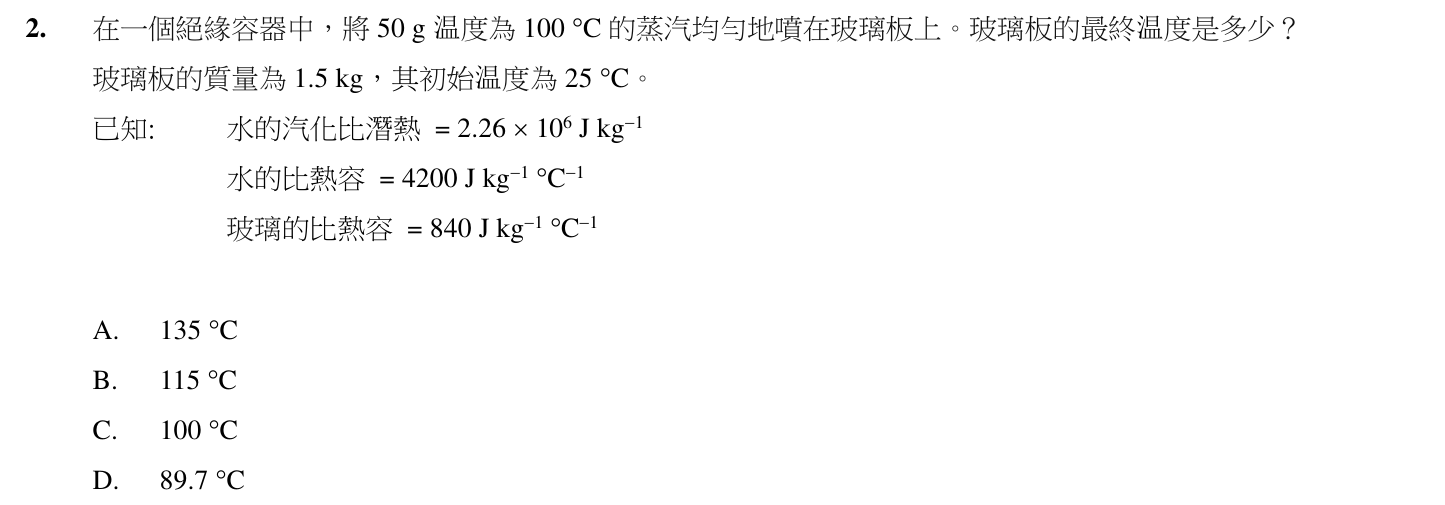 2. 在一個絕緣容器中，將 50 g 温度為 100 °C 的蒸汽均勻地噴在玻璃板上。玻璃板的最終温度是多少？
玻璃板的質量為 1.5 kg，其初始温度為 25 °C。
已知: 水的汽化比潛熱 = 2.26 × 10⁶ J kg⁻¹
水的比熱容 = 4200 J kg⁻¹ °C⁻¹
玻璃的比熱容 = 840 J kg⁻¹ °C⁻¹
A. 135 °C
B. 115 °C
C. 100 °C
D. 89.7 °C